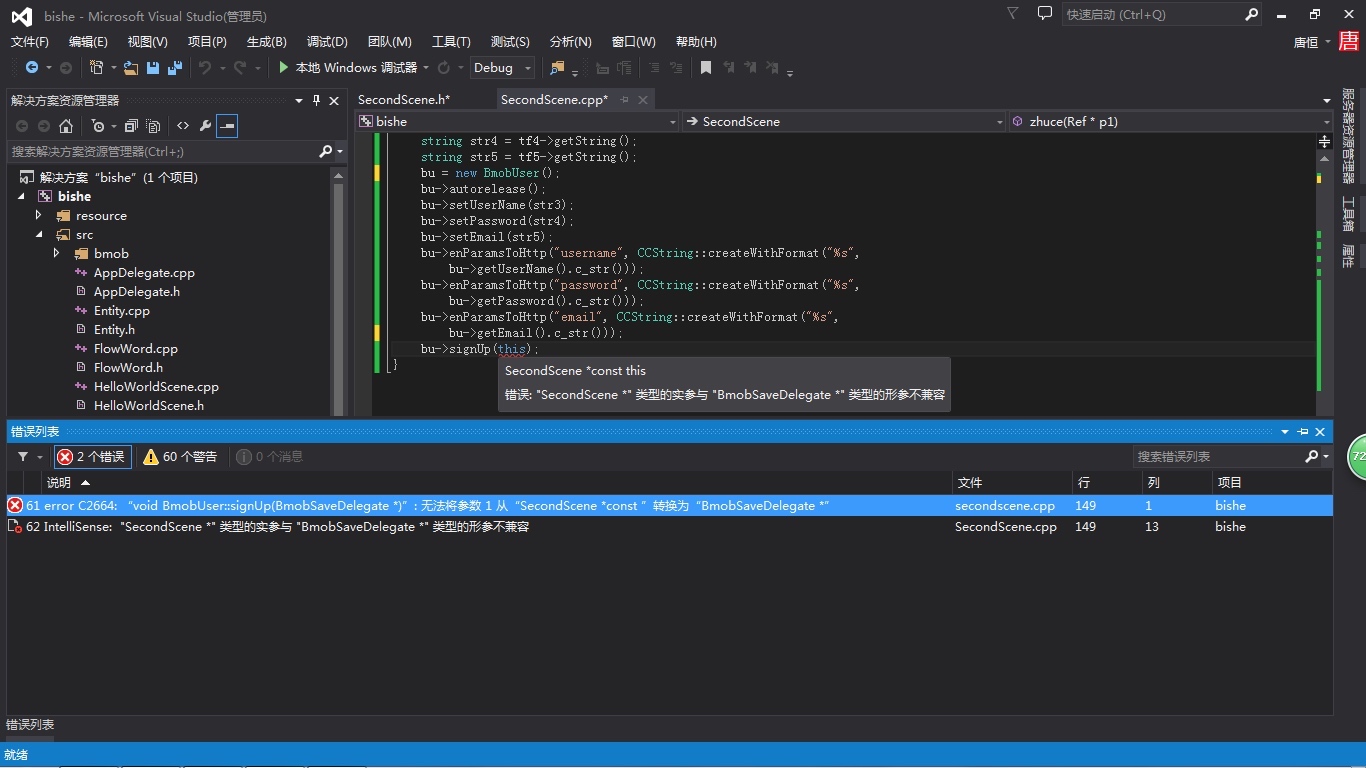 bishe - Microsoft Visual Studio(管理员)
快速启动 (Ctrl+Q)
文件(F) 编辑(E) 视图(V) 项目(P) 生成(B) 调试(D) 团队(M) 工具(T) 测试(S) 分析(N) 窗口(W) 帮助(H)
唐恒
唐
本地 Windows 调试器 Debug
解决方案资源管理器
搜索解决方案资源管理器(Ctrl+;)
解决方案 "bishe" (1 个项目)
bishe
resource
src
bmob
AppDelegate.cpp
AppDelegate.h
Entity.cpp
Entity.h
FlowWord.cpp
FlowWord.h
HelloWorldScene.cpp
HelloWorldScene.h
SecondScene.h* SecondScene.cpp*
bishe SecondScene zhuce(Ref * p1)
string str4 = tf4->getString();
string str5 = tf5->getString();
bu = new BmobUser();
bu->autorelease();
bu->setUserName(str3);
bu->setPassword(str4);
bu->setEmail(str5);
bu->enParamsToHttp("username", CCString::createWithFormat("%s",
bu->getUserName().c_str()));
bu->enParamsToHttp("password", CCString::createWithFormat("%s",
bu->getPassword().c_str()));
bu->enParamsToHttp("email", CCString::createWithFormat("%s",
bu->getEmail().c_str()));
bu->signUp(this);
}
SecondScene *const this
错误: "SecondScene *" 类型的实参与 "BmobSaveDelegate *" 类型的形参不兼容
服务器资源管理器
工具箱
属性
错误列表
2 个错误 60 个警告 0 个消息
搜索错误列表
说明 文件 行 列 项目
61 error C2664: “void BmobUser::signUp(BmobSaveDelegate *)”: 无法将参数 1 从“SecondScene *const ”转换为“BmobSaveDelegate *” secondscene.cpp 149 1 bishe
62 IntelliSense: "SecondScene *" 类型的实参与 "BmobSaveDelegate *" 类型的形参不兼容 SecondScene.cpp 149 13 bishe
72
错误列表
就绪